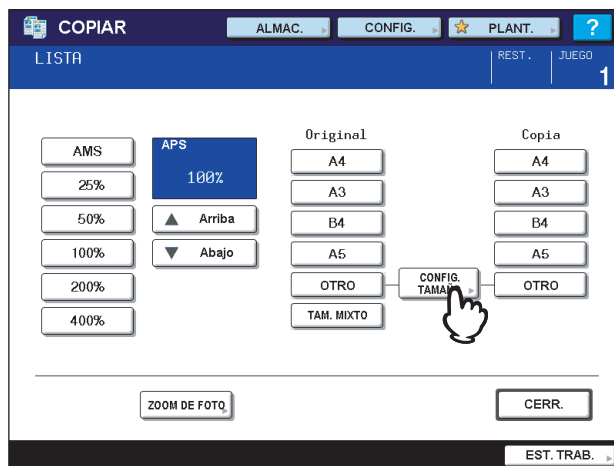 COPIAR
ALMAC.
CONFIG.
PLANT.
?
LISTA
REST.
JUEGO
1
Original
Copia
AMS
25%
50%
100%
200%
400%
APS
100%
Arriba
Abajo
A4
A3
B4
A5
OTRO
TAM. MIXTO
CONFIG.
A4
A3
B4
A5
OTRO
ZOOM DE FOTO
CERR.
EST. TRAB.